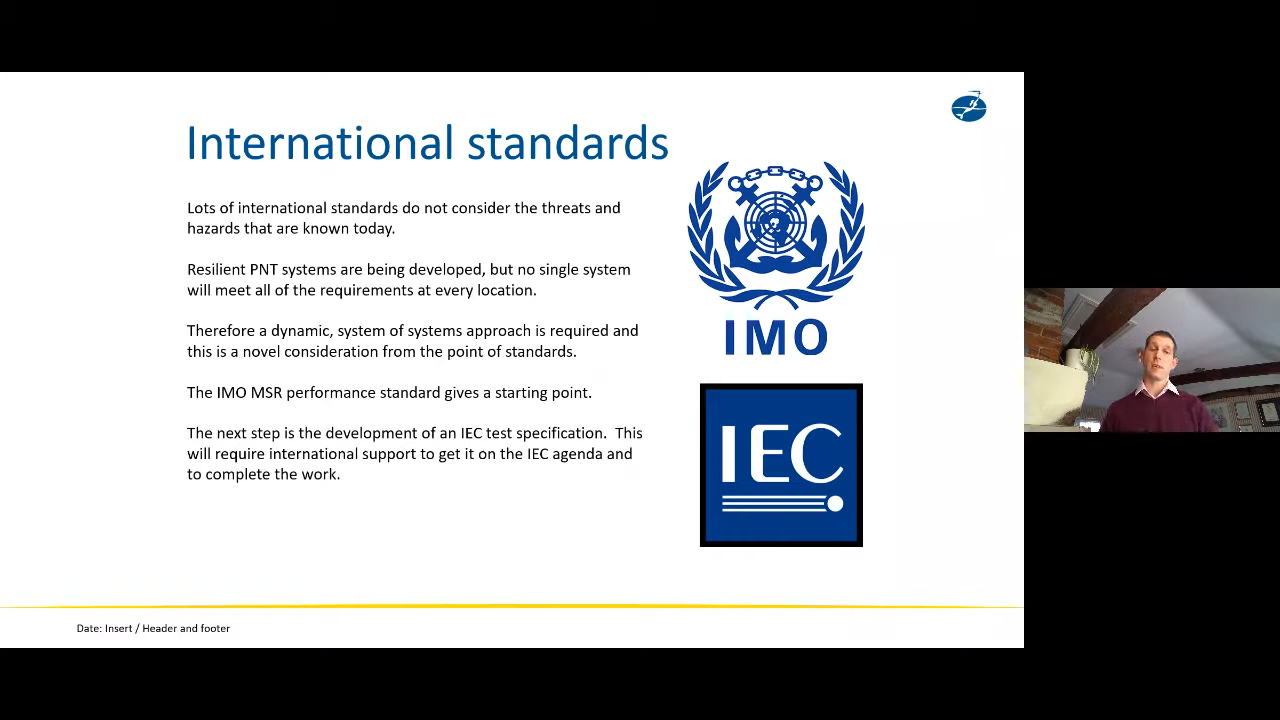 International standards
Lots of international standards do not consider the threats and
hazards that are known today.
Resilient PNT systems are being developed, but no single system
will meet all of the requirements at every location.
Therefore a dynamic, system of systems approach is required and
this is a novel consideration from the point of standards.
The IMO MSR performance standard gives a starting point.
The next step is the development of an IEC test specification.  This
will require international support to get it on the IEC agenda and
to complete the work.
IMO
IEC
Date: Insert / Header and footer